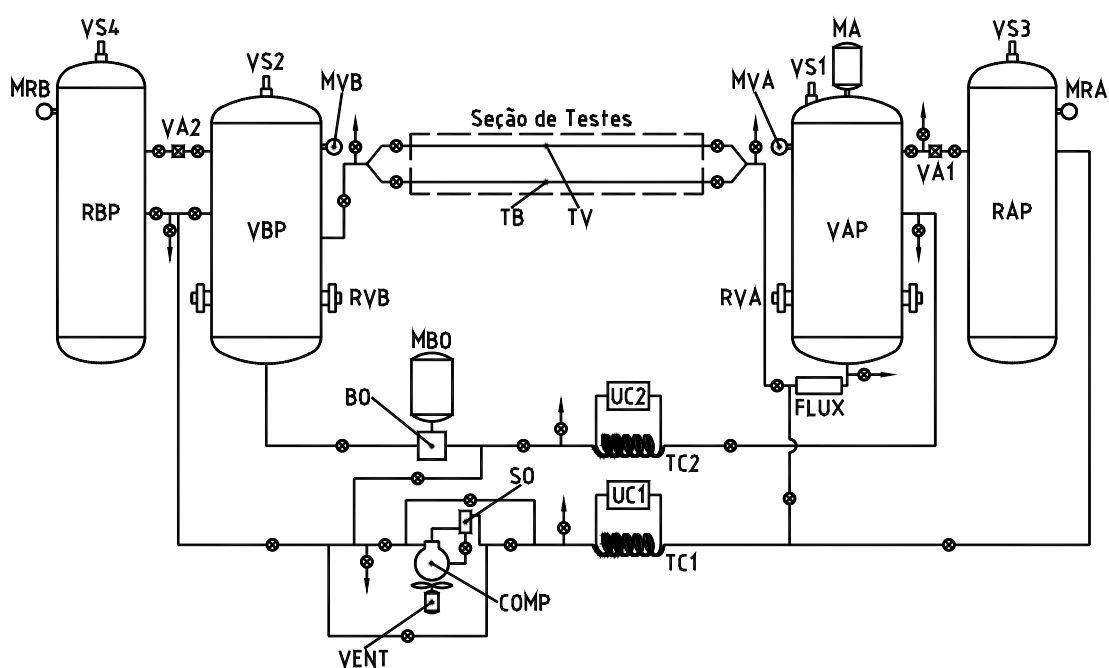 VS4
VS2
MVB
MRB
VA2
RBP
VBP
RVB
Seção de Testes
TB
TV
MA
VS3
VS1
MVA
MRA
VA1
VAP
RAP
RVA
FLUX
MBO
BO
UC2
TC2
SO
UC1
TC1
COMP
VENT